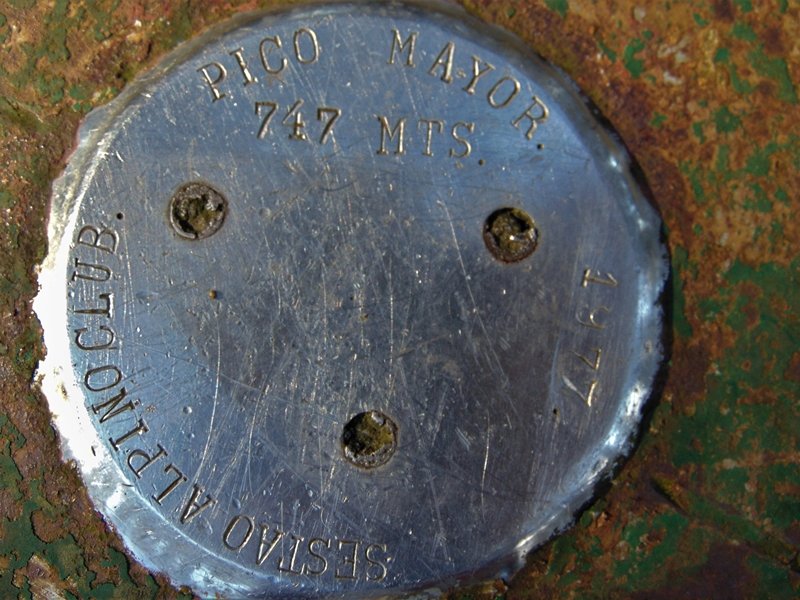 PICO MAYOR.
747 MTS.
1977
SESTAO ALPINO CLUB.